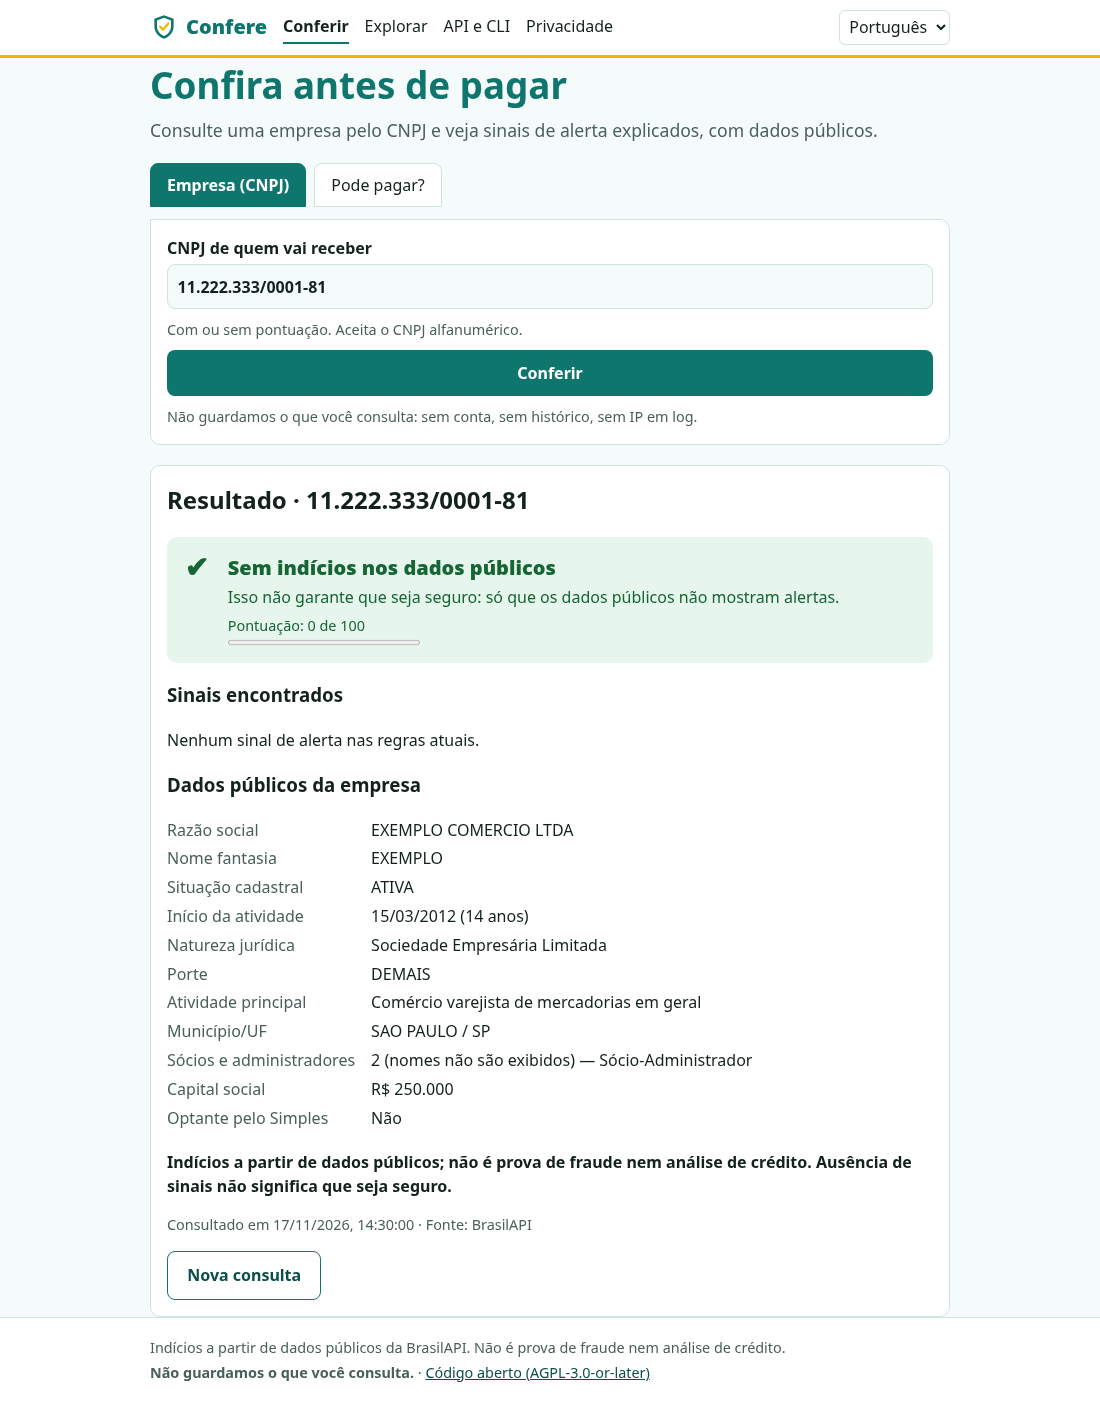 Confere Conferir Explorar API e CLI Privacidade Português
Confira antes de pagar
Consulte uma empresa pelo CNPJ e veja sinais de alerta explicados, com dados públicos.
Empresa (CNPJ) Pode pagar?
CNPJ de quem vai receber
11.222.333/0001-81
Com ou sem pontuação. Aceita o CNPJ alfanumérico.
Conferir
Não guardamos o que você consulta: sem conta, sem histórico, sem IP em log.
Resultado · 11.222.333/0001-81
✔ Sem indícios nos dados públicos
Isso não garante que seja seguro: só que os dados públicos não mostram alertas.
Pontuação: 0 de 100
Sinais encontrados
Nenhum sinal de alerta nas regras atuais.
Dados públicos da empresa
Razão social EXEMPLO COMERCIO LTDA
Nome fantasia EXEMPLO
Situação cadastral ATIVA
Início da atividade 15/03/2012 (14 anos)
Natureza jurídica Sociedade Empresária Limitada
Porte DEMAIS
Atividade principal Comércio varejista de mercadorias em geral
Município/UF SAO PAULO / SP
Sócios e administradores 2 (nomes não são exibidos) — Sócio-Administrador
Capital social R$ 250.000
Optante pelo Simples Não
Indícios a partir de dados públicos; não é prova de fraude nem análise de crédito. Ausência de
sinais não significa que seja seguro.
Consultado em 17/11/2026, 14:30:00 · Fonte: BrasilAPI
Nova consulta
Indícios a partir de dados públicos da BrasilAPI. Não é prova de fraude nem análise de crédito.
Não guardamos o que você consulta. · Código aberto (AGPL-3.0-or-later)